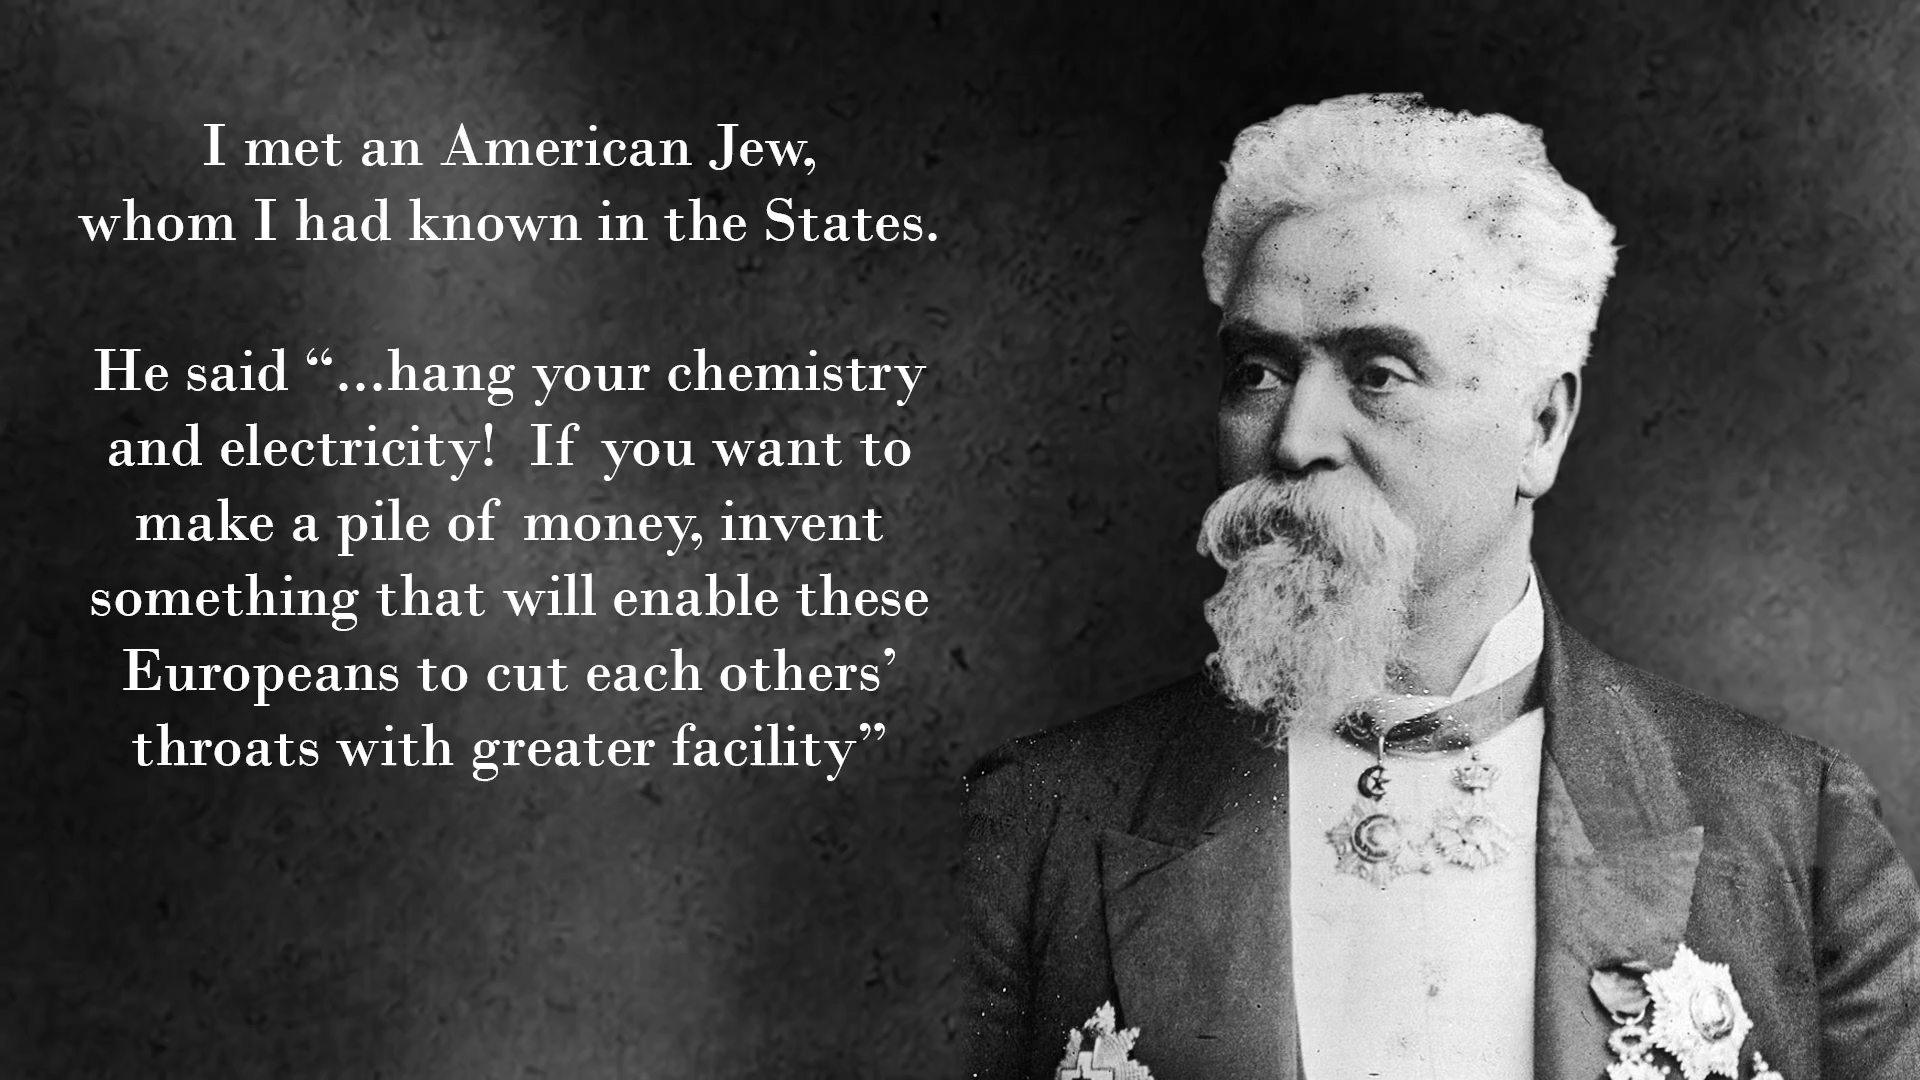 I met an American Jew,
whom I had known in the States.
He said “...hang your chemistry
and electricity! If you want to
make a pile of money, invent
something that will enable these
Europeans to cut each others’
throats with greater facility”